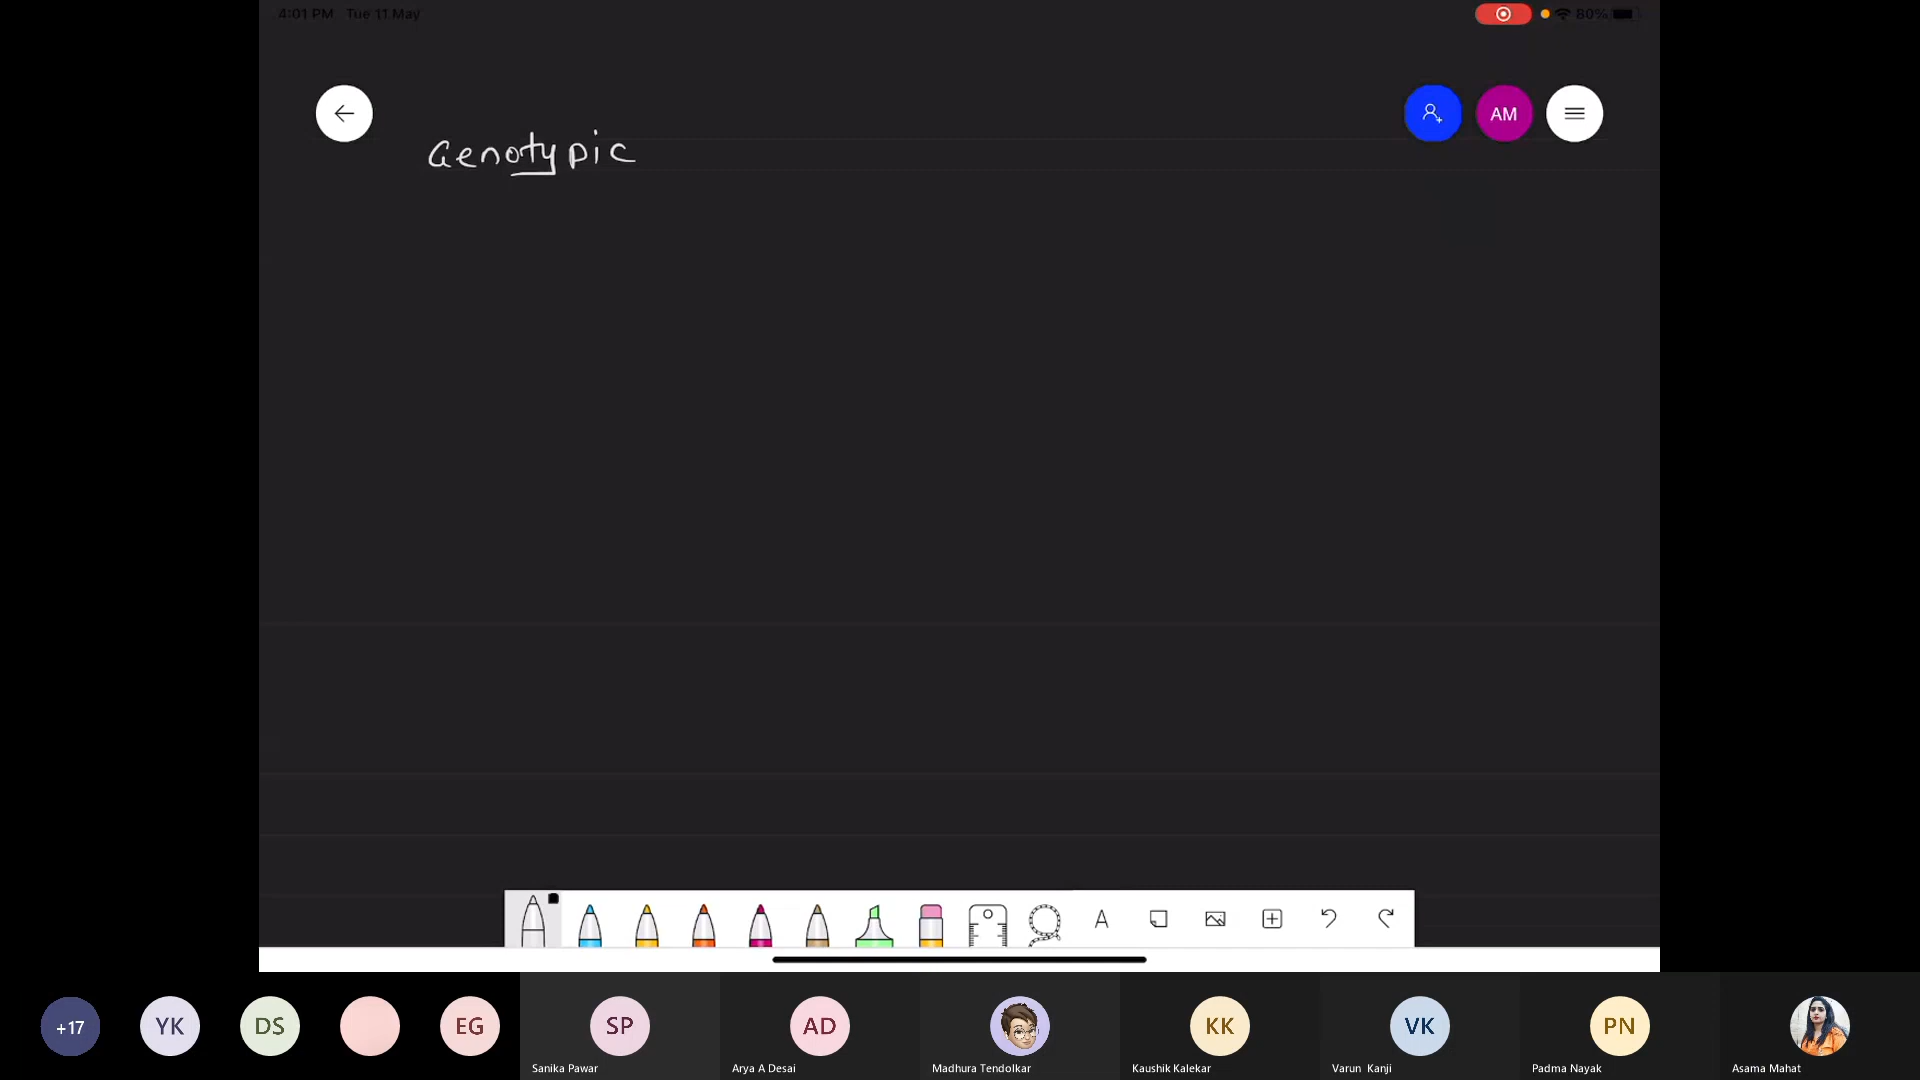 4:01 PM Tue 11 May
80%
AM
Genotypic
A
+17
YK
DS
EG
SP
AD
KK
VK
PN
Sanika Pawar
Arya A Desai
Madhura Tendolkar
Kaushik Kalekar
Varun Kanji
Padma Nayak
Asama Mahat